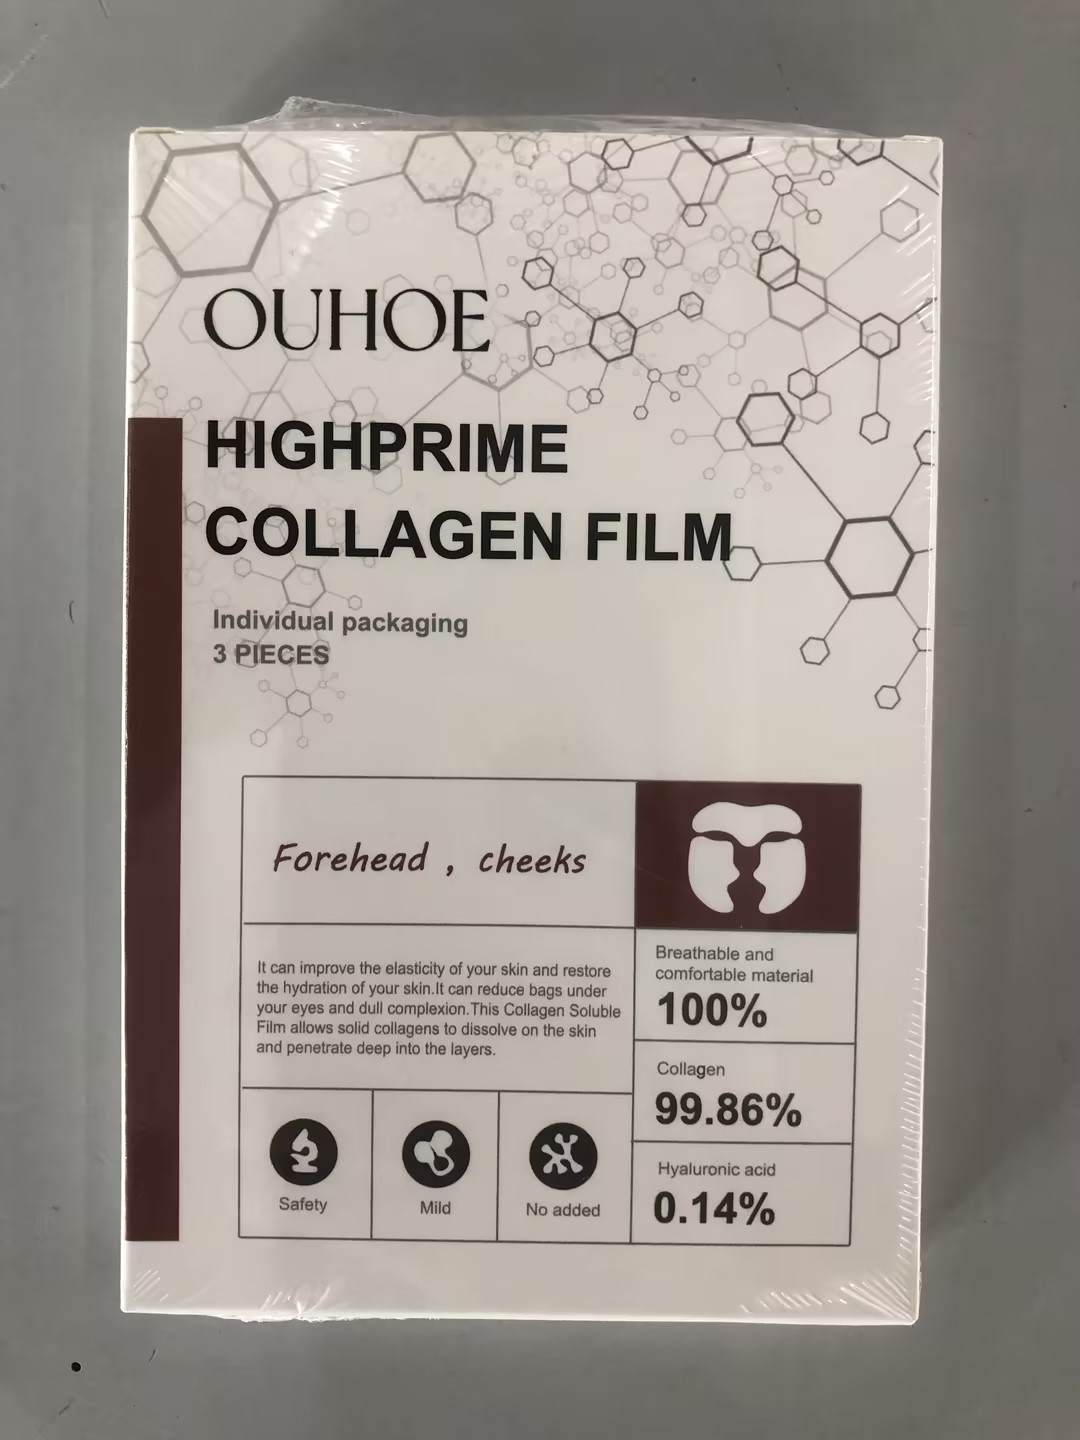 OUHOE
HIGHPRIME
COLLAGEN FILM
Individual packaging
3 PIECES
Forehead , cheeks
It can improve the elasticity of your skin and restore
the hydration of your skin.It can reduce bags under
your eyes and dull complexion.This Collagen Soluble
Film allows solid collagens to dissolve on the skin
and penetrate deep into the layers.
Safety
Mild
No added
Breathable and
comfortable material
100%
Collagen
99.86%
Hyaluronic acid
0.14%